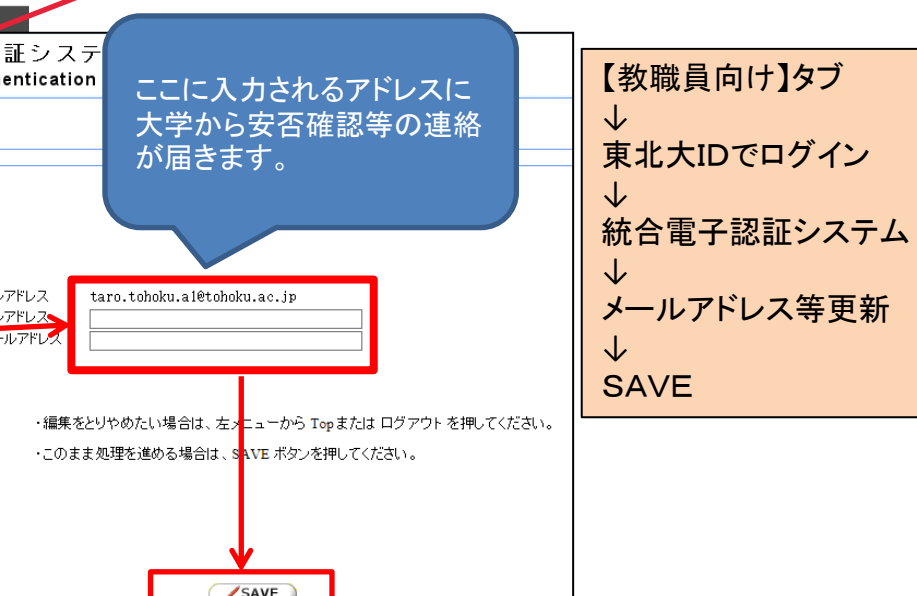 証システ
entication
ここに入力されるアドレスに
大学から安否確認等の連絡
が届きます。
レアドレス taro.tohoku.a1@tohoku.ac.jp
レアドレス
ールアドレス
・編集をとりやめたい場合は、左メニューから Topまたは ログアウト を押してください。
・このまま処理を進める場合は、SAVE ボタンを押してください。
SAVE
【教職員向け】タブ
↓
東北大IDでログイン
↓
統合電子認証システム
↓
メールアドレス等更新
↓
SAVE